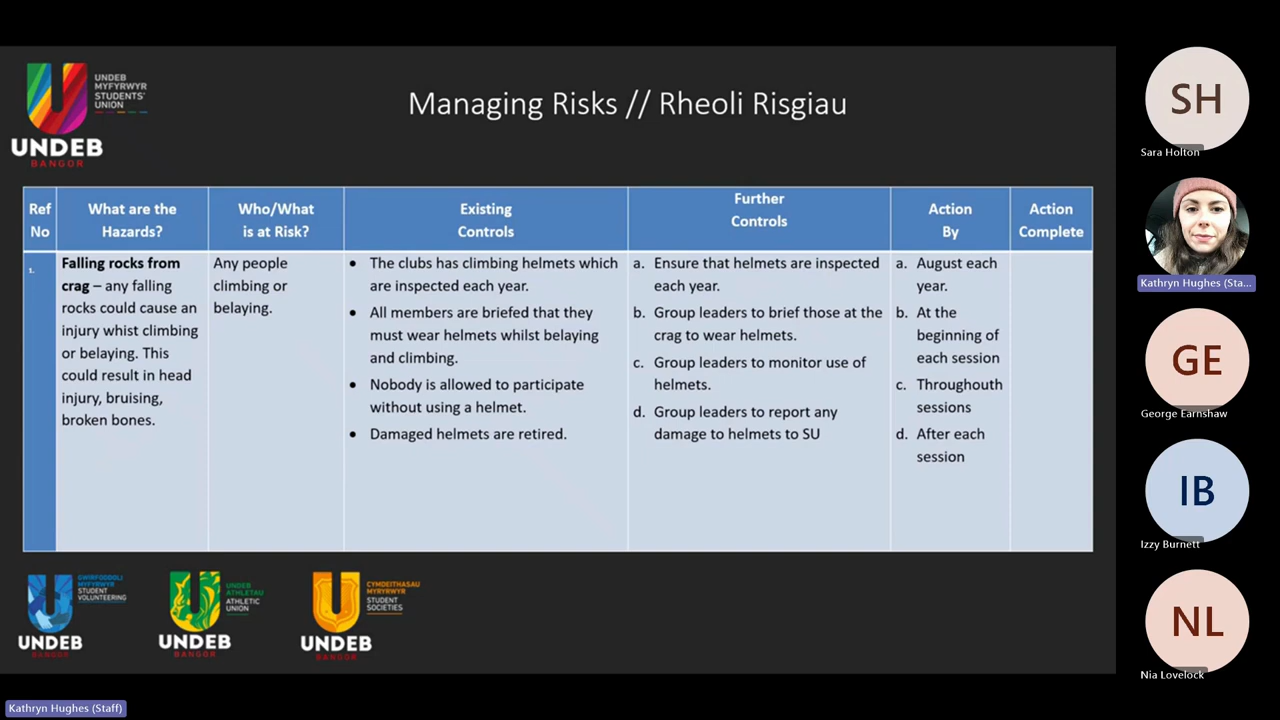 UNDEB
MYFYRWYR
STUDENTS'
UNION
UNDEB
BANGOR
Managing Risks // Rheoli Risgiau
Ref
No
What are the
Hazards?
Who/What
is at Risk?
Existing
Controls
Further
Controls
Action
By
Action
Complete
1.
Falling rocks from
crag – any falling
rocks could cause an
injury whist climbing
or belaying. This
could result in head
injury, bruising,
broken bones.
Any people
climbing or
belaying.
• The clubs has climbing helmets which
are inspected each year.
• All members are briefed that they
must wear helmets whilst belaying
and climbing.
• Nobody is allowed to participate
without using a helmet.
• Damaged helmets are retired.
a. Ensure that helmets are inspected
each year.
b. Group leaders to brief those at the
crag to wear helmets.
c. Group leaders to monitor use of
helmets.
d. Group leaders to report any
damage to helmets to SU
a. August each
year.
b. At the
beginning of
each session
c. Throughouth
sessions
d. After each
session
GWIRFODDOLI
MYFYRWYR
STUDENT
VOLUNTEERING
UNDEB
BANGOR
UNDEB
ATHLETAU
ATHLETIC
UNION
UNDEB
BANGOR
CYMDEITHASAU
MYRYRWYR
STUDENT
SOCIETIES
UNDEB
BANGOR
SH
Sara Holton
Kathryn Hughes (Sta...
GE
George Earnshaw
IB
Izzy Burnett
NL
Nia Lovelock
Kathryn Hughes (Staff)